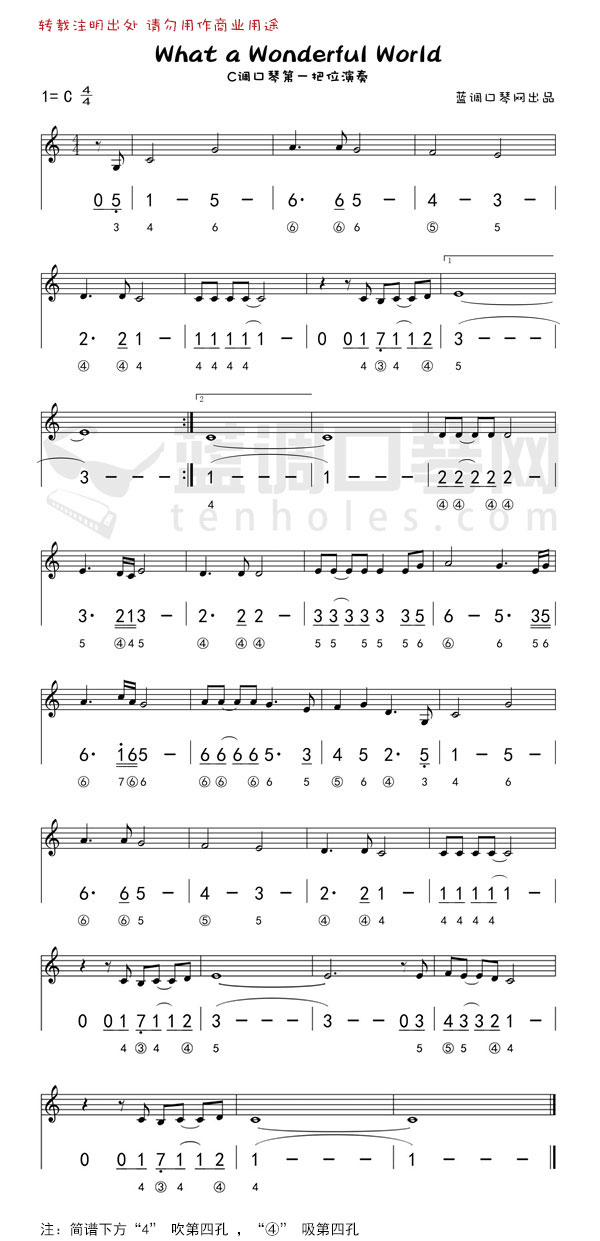 转载注明出处 请勿用作商业用途
What a Wonderful World
C调口琴第一把位演奏
1= C 4/4
蓝调口琴网出品
0 5 | 1 - 5 - | 6· 6 5 - | 4 - 3 - |
3 4 6 ⑥ ⑥ 6 ⑤ 5
1.
2· 2 1 - | 1 1 1 1 1 - | 0 0 1 7 1 1 2 | 3 - - -
④ ④ 4 4 4 4 4 4 ③ 4 ④ 5
2
3 - - - :| 1 - - - | 1 - - - | 2 2 2 2 2 -
4 ④ ④ ④ ④
蓝调口琴网
tenholes.com
3· 2 1 3 - | 2· 2 2 - | 3 3 3 3 3 3 5 | 6 - 5· 3 5
5 ④ 4 5 ④ ④ ④ 5 5 5 5 5 6 ⑥ 6 5 6
6· 1 6 5 - | 6 6 6 6 5· 3 | 4 5 2· 5 | 1 - 5 -
⑥ 7 ⑥ 6 ⑥ ⑥ ⑥ 6 5 ⑤ 6 ④ 3 4 6
6· 6 5 - | 4 - 3 - | 2· 2 1 - | 1 1 1 1 1
⑥ ⑥ 6 ⑤ 5 ④ ④ 4 4 4 4 4
0 0 1 7 1 1 2 | 3 - - - | 3 - - 0 3 | 4 3 3 2 1 -
4 ③ 4 ④ 5 5 ⑤ 5 ④ 4
0 0 1 7 1 1 2 | 1 - - - | 1 - - -
4 ③ 4 ④ 4
注：简谱下方“4” 吹第四孔 ，“④” 吸第四孔